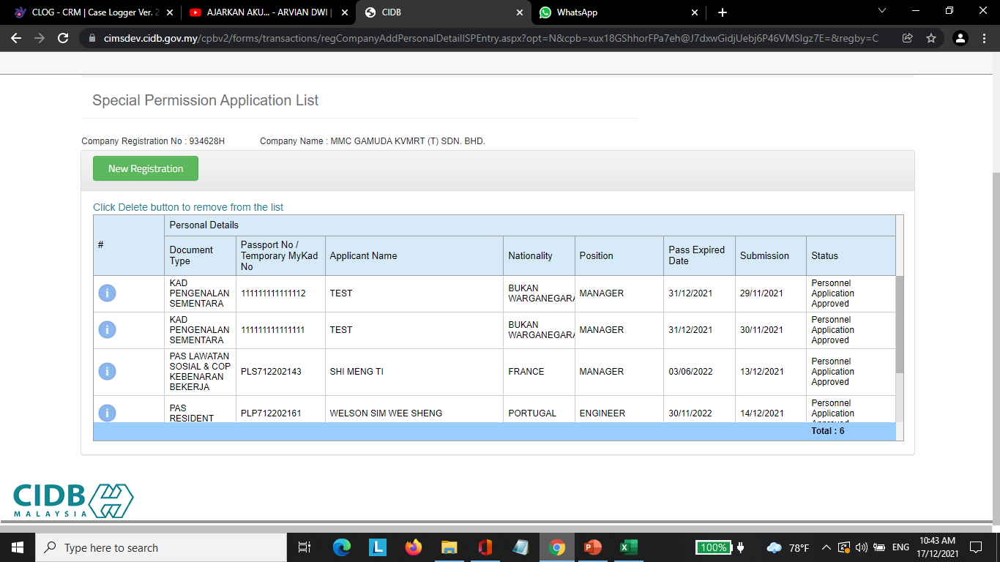 CLOG - CRM | Case Logger Ver. 2
AJARKAN AKU... - ARVIAN DWI |
CIDB
WhatsApp
cimsdev.cidb.gov.my/cpbv2/forms/transactions/regCompanyAddPersonalDetailISPEntry.aspx?opt=N&cpb=xux18GShhorFPa7eh@J7dxwGidjUebj6P46VMSlgz7E=&regby=C
Special Permission Application List
Company Registration No : 934628H Company Name : MMC GAMUDA KVMRT (T) SDN. BHD.
New Registration
Click Delete button to remove from the list
#
Personal Details
Document
Type
Passport No /
Temporary MyKad
No
Applicant Name
Nationality
Position
Pass Expired
Date
Submission
Status
KAD
PENGENALAN
SEMENTARA
111111111111112
TEST
BUKAN
WARGANEGARA
MANAGER
31/12/2021
29/11/2021
Personnel
Application
Approved
KAD
PENGENALAN
SEMENTARA
111111111111111
TEST
BUKAN
WARGANEGARA
MANAGER
31/12/2021
30/11/2021
Personnel
Application
Approved
PAS LAWATAN
SOSIAL & COP
KEBENARAN
BEKERJA
PLS712202143
SHI MENG TI
FRANCE
MANAGER
03/06/2022
13/12/2021
Personnel
Application
Approved
PAS
RESIDENT
PLP712202161
WELSON SIM WEE SHENG
PORTUGAL
ENGINEER
30/11/2022
14/12/2021
Personnel
Application
Approved
Total : 6
CIDB
MALAYSIA
Type here to search
100%
78°F
ENG
10:43 AM
17/12/2021